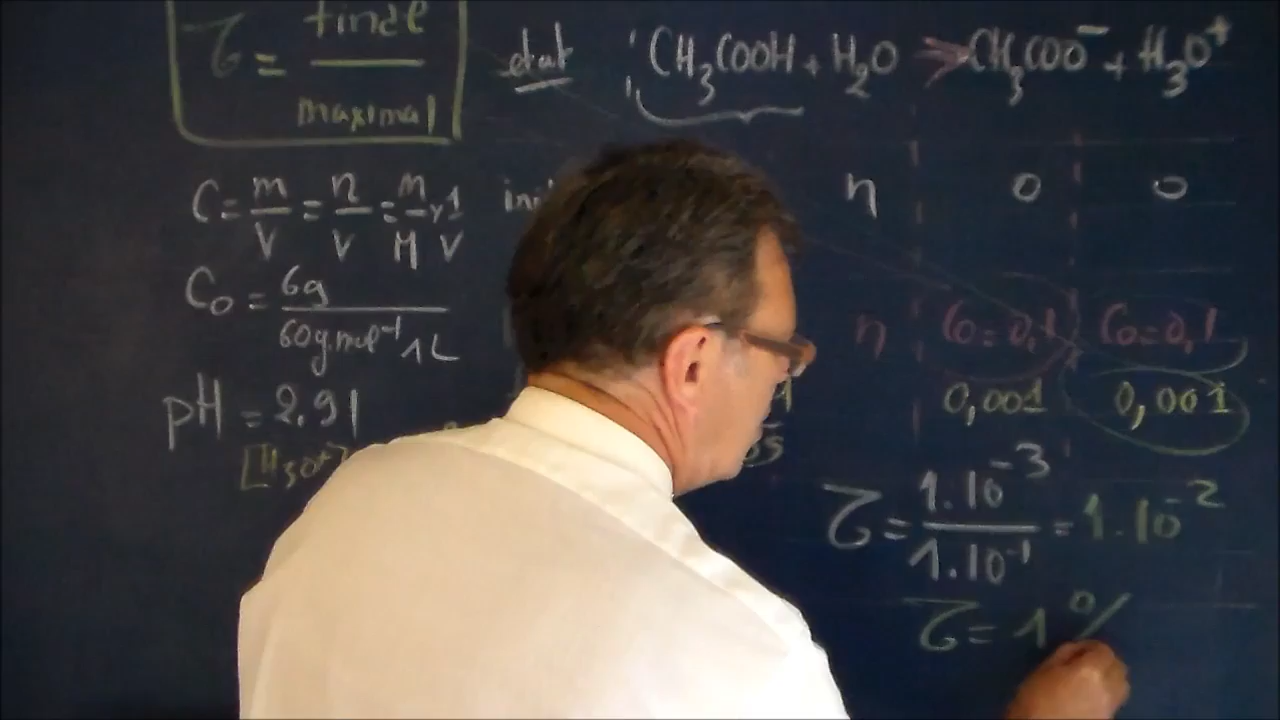 τ = finale / maximal
état CH₃COOH + H₂O → CH₃COO⁻ + H₃O⁺
C = m/V = n/V = m/M × 1/V
n 0 0
C₀ = 6g / 60g.mol⁻¹ 1L
n C₀=0,1 C₀=0,1
pH = 2.91
0,001 0,001
[H₃O⁺]
τ = 1.10⁻³ / 1.10⁻¹ = 1.10⁻²
τ = 1 %